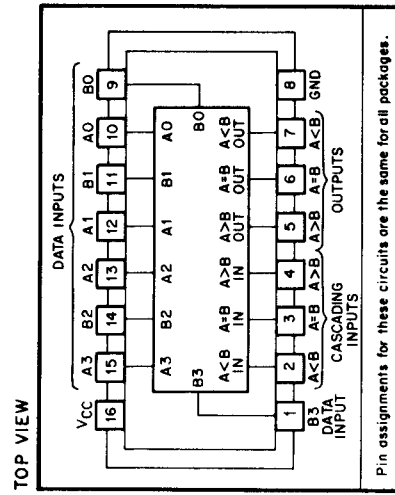 TOP VIEW
DATA INPUTS
VCC A3 B2 A2 A1 B1 A0 B0
16 15 14 13 12 11 10 9
A3 B2 A2 A1 B1 A0
B3 B0
A<B A=B A>B A>B A=B A<B
IN IN IN OUT OUT OUT
1 2 3 4 5 6 7 8
B3 A<B A=B A>B A>B A=B A<B GND
DATA INPUT
CASCADING INPUTS
OUTPUTS
Pin assignments for these circuits are the same for all packages.